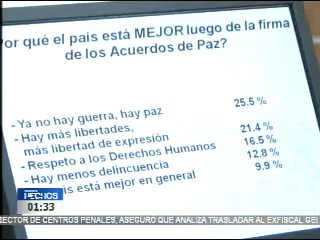 Por qué el país está MEJOR luego de la firma
de los Acuerdos de Paz?
- Ya no hay guerra, hay paz 25.5 %
- Hay más libertades,
más libertad de expresión 21.4 %
- Respeto a los Derechos Humanos 16.5 %
- Hay menos delincuencia 12.8 %
ís está mejor en general 9.9 %
HECHOS
01:33
RECTOR DE CENTROS PENALES, ASEGURO QUE ANALIZA TRASLADAR AL EXFISCAL GE